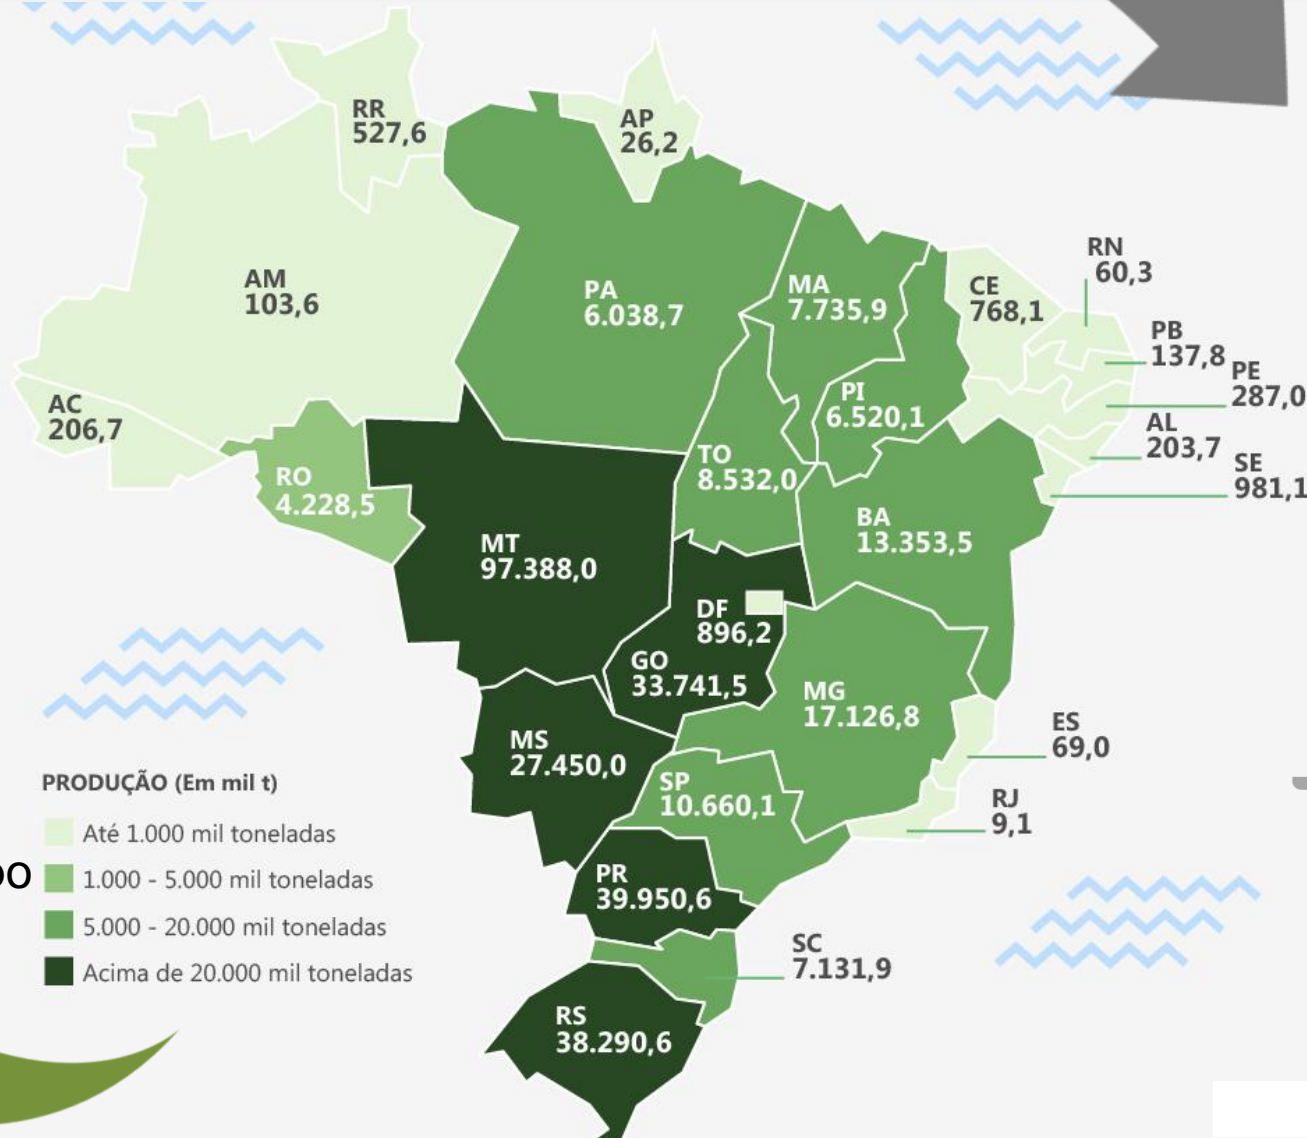 RR
527,6
AP
26,2
AM
103,6
PA
6.038,7
MA
7.735,9
CE
768,1
RN
60,3
PB
137,8
PE
287,0
AL
203,7
SE
981,1
AC
206,7
RO
4.228,5
PI
6.520,1
TO
8.532,0
BA
13.353,5
MT
97.388,0
DF
896,2
GO
33.741,5
MG
17.126,8
ES
69,0
MS
27.450,0
SP
10.660,1
RJ
9,1
PR
39.950,6
SC
7.131,9
RS
38.290,6
PRODUÇÃO (Em mil t)
Até 1.000 mil toneladas
1.000 - 5.000 mil toneladas
5.000 - 20.000 mil toneladas
Acima de 20.000 mil toneladas